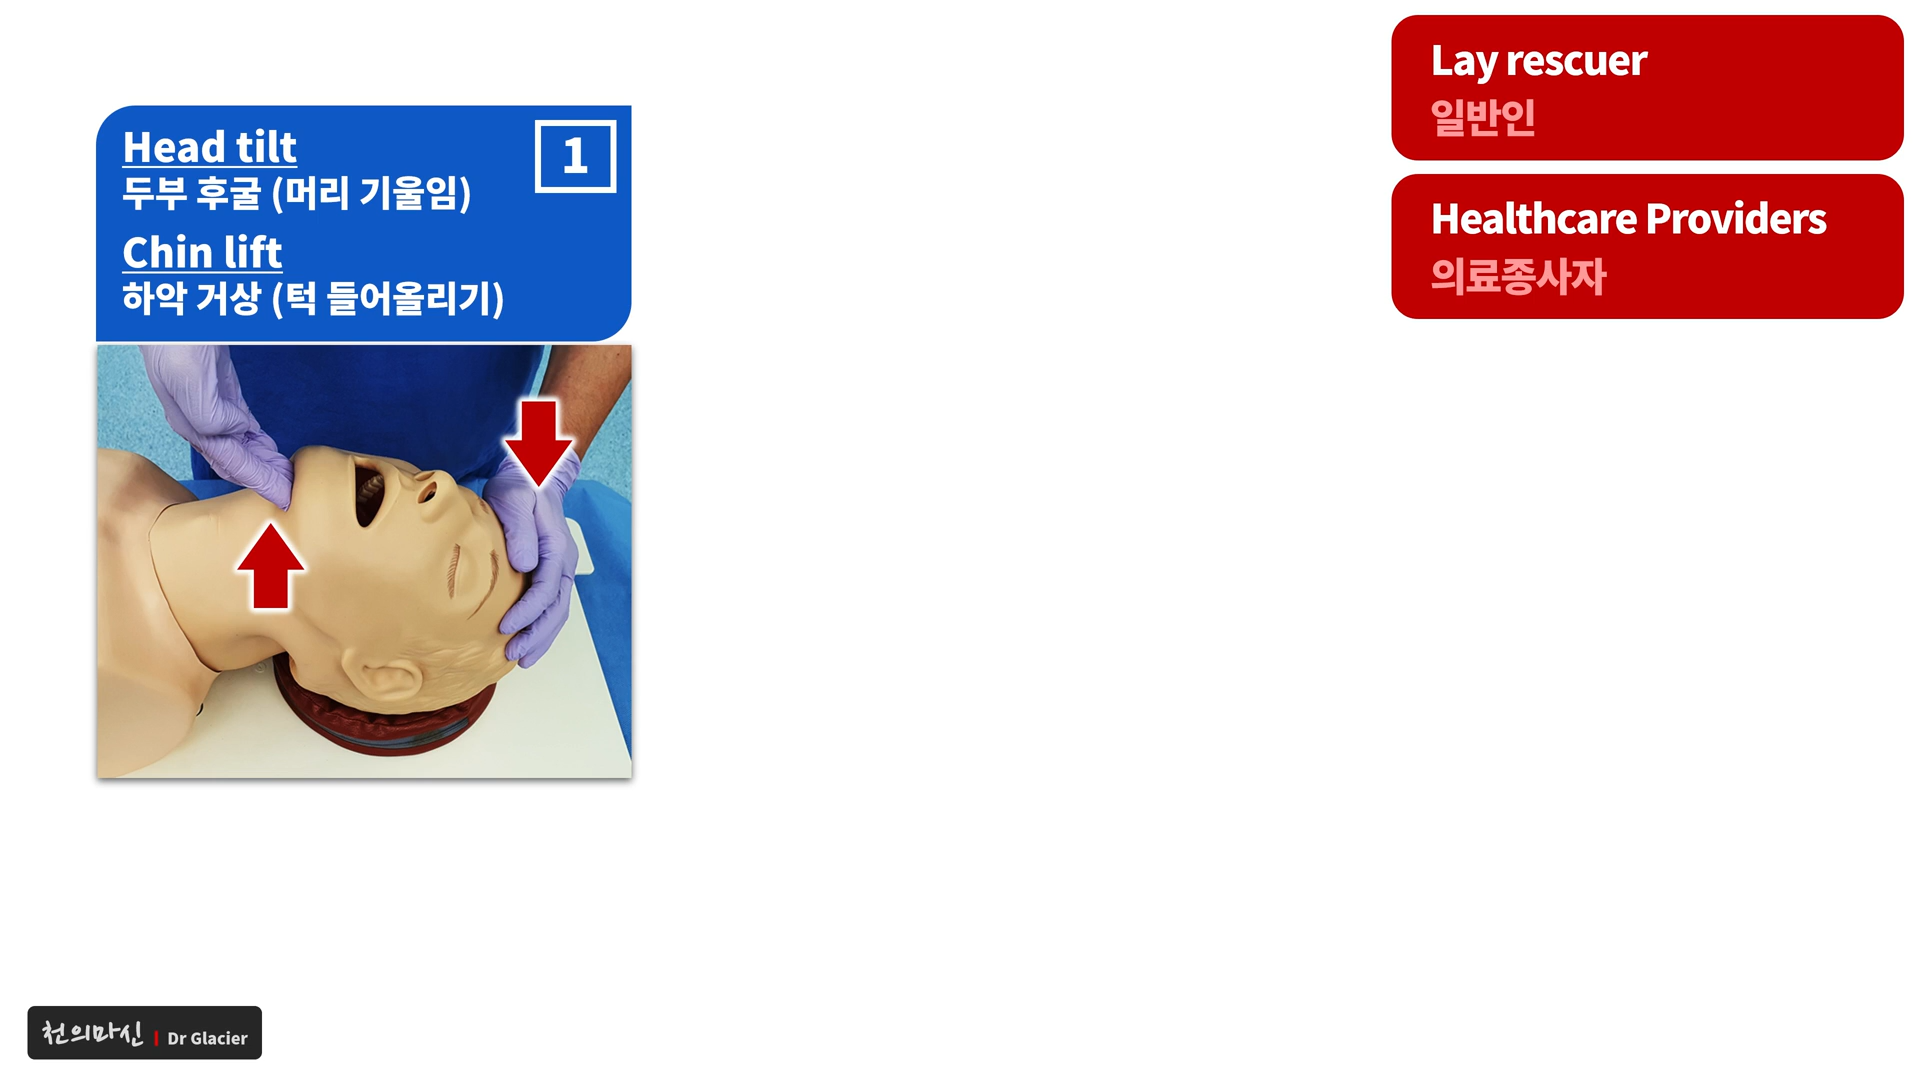 Head tilt
두부 후굴 (머리 기울임)
1
Chin lift
하악 거상 (턱 들어올리기)
Lay rescuer
일반인
Healthcare Providers
의료종사자
천의마신 | Dr Glacier